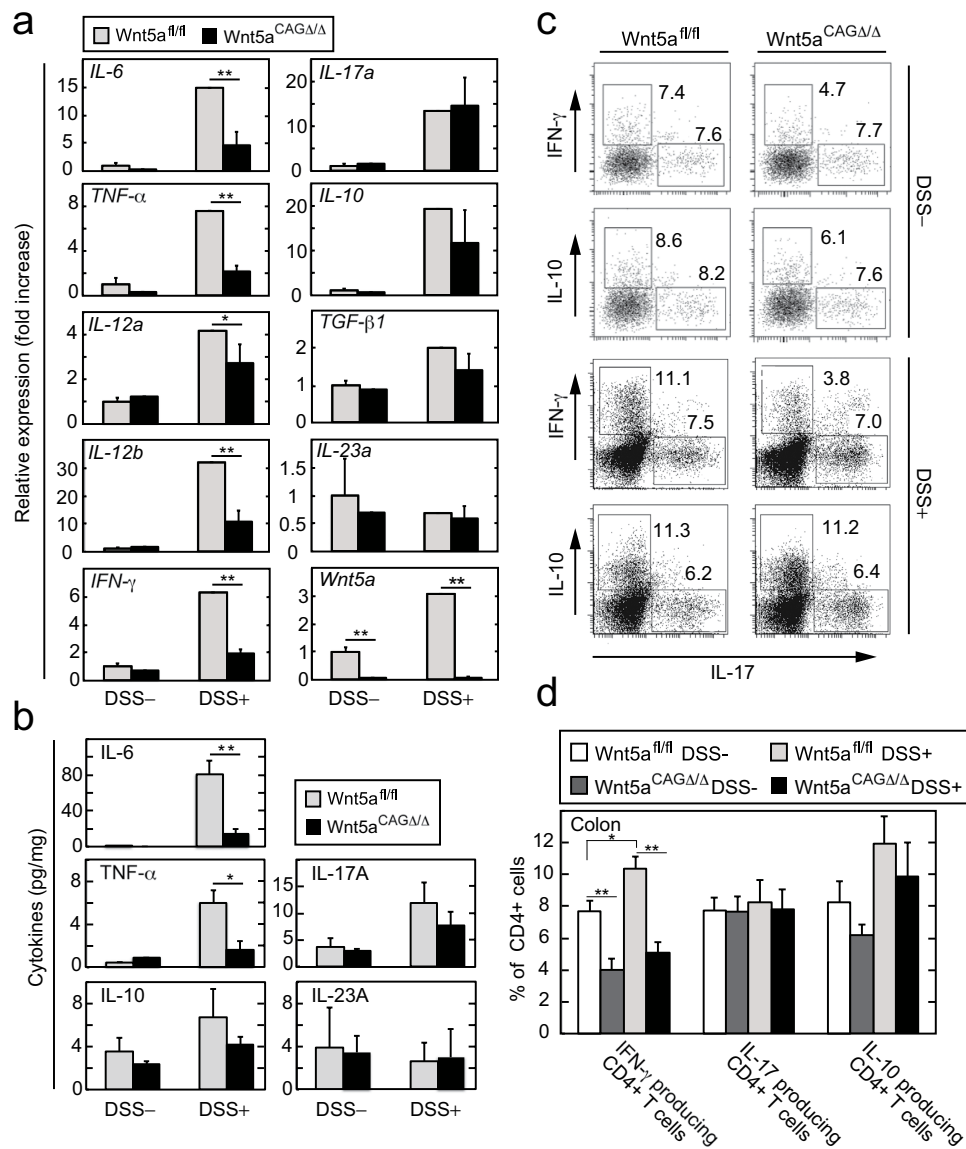 a
Wnt5a^fl/fl Wnt5a^CAGΔ/Δ
Relative expression (fold increase)
IL-6
15
10
5
0
**
IL-17a
20
10
0
TNF-α
8
4
0
**
IL-10
20
10
0
IL-12a
4
2
0
*
TGF-β1
2
1
0
IL-12b
30
20
10
0
**
IL-23a
1.5
1
0.5
0
IFN-γ
6
4
2
0
**
Wnt5a
3
2
1
0
**
**
DSS– DSS+ DSS– DSS+
b
Cytokines (pg/mg)
IL-6
80
40
0
**
Wnt5a^fl/fl
Wnt5a^CAGΔ/Δ
TNF-α
8
4
0
*
IL-17A
15
10
5
0
IL-10
8
4
0
IL-23A
8
4
0
DSS– DSS+ DSS– DSS+
c
Wnt5a^fl/fl Wnt5a^CAGΔ/Δ
IFN-γ
7.4
7.6
4.7
7.7
IL-10
8.6
8.2
6.1
7.6
DSS–
IFN-γ
11.1
7.5
3.8
7.0
IL-10
11.3
6.2
11.2
6.4
DSS+
IL-17
d
Wnt5a^fl/fl DSS- Wnt5a^fl/fl DSS+
Wnt5a^CAGΔ/Δ DSS- Wnt5a^CAGΔ/Δ DSS+
Colon
% of CD4+ cells
12
10
8
6
4
2
0
**
*
**
IFN-γ producing
CD4+ T cells
IL-17 producing
CD4+ T cells
IL-10 producing
CD4+ T cells